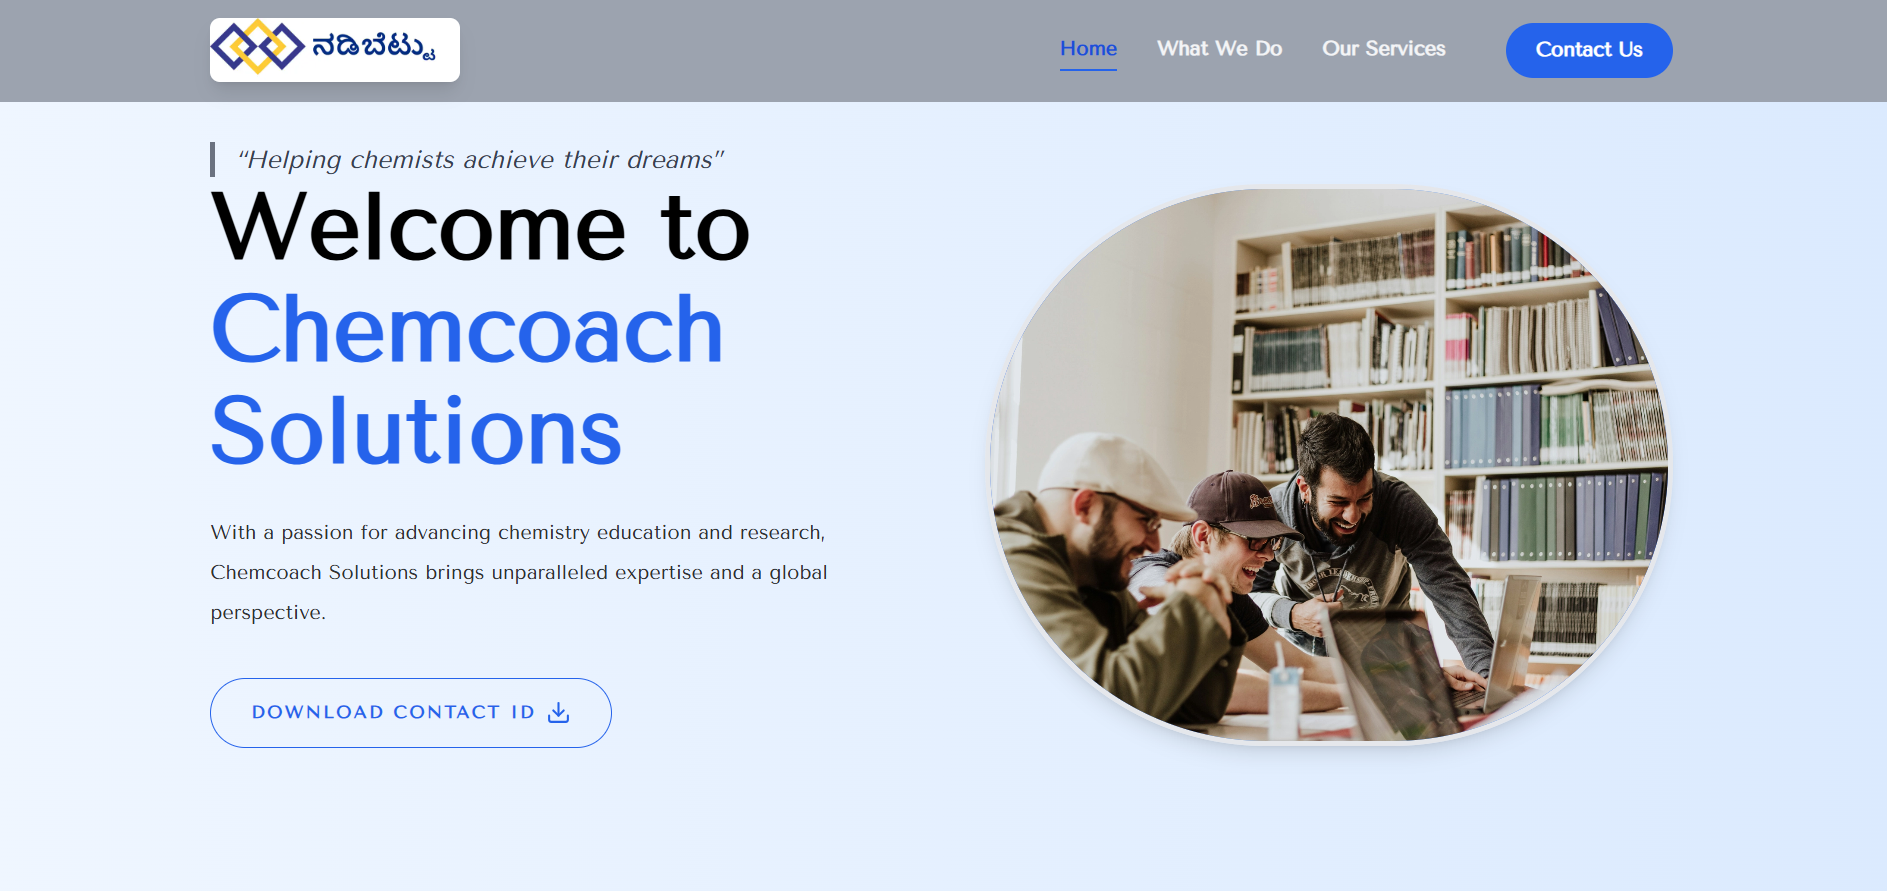 ನಡಿಬೆಟ್ಟು
Home
What We Do
Our Services
Contact Us
“Helping chemists achieve their dreams”
Welcome to
Chemcoach
Solutions
With a passion for advancing chemistry education and research,
Chemcoach Solutions brings unparalleled expertise and a global
perspective.
DOWNLOAD CONTACT ID